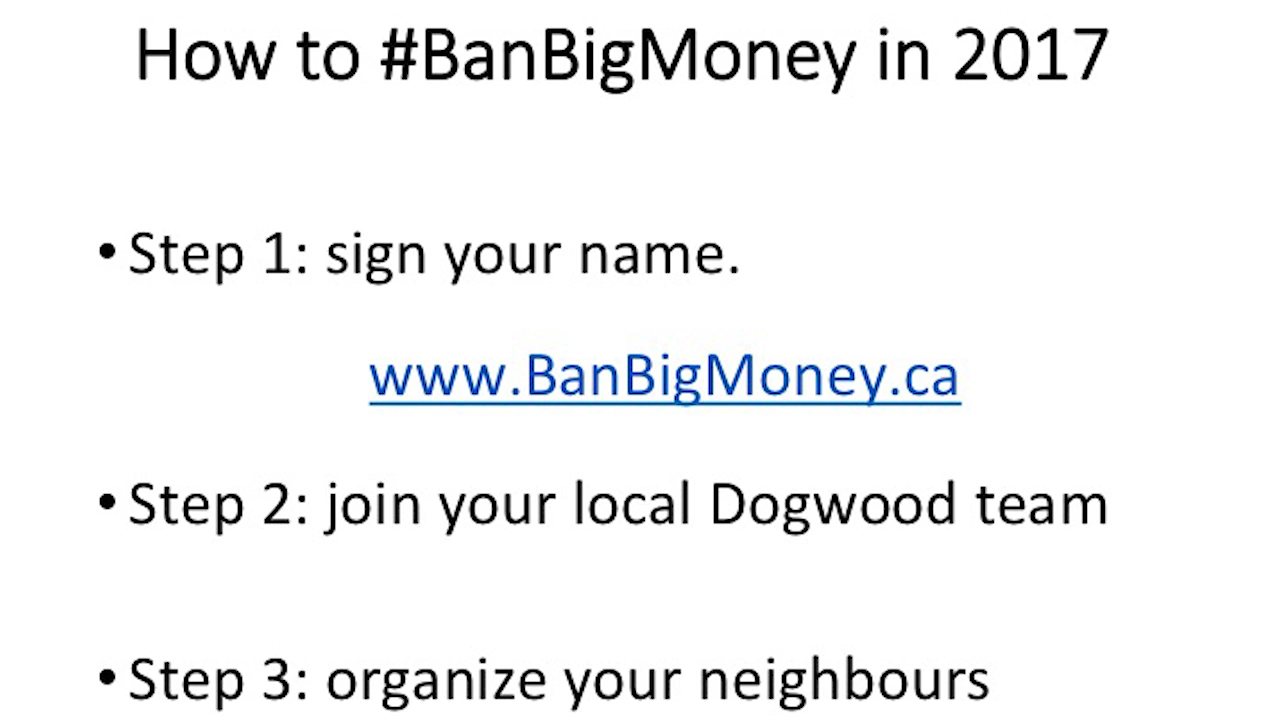 How to #BanBigMoney in 2017
• Step 1: sign your name.
www.BanBigMoney.ca
• Step 2: join your local Dogwood team
• Step 3: organize your neighbours